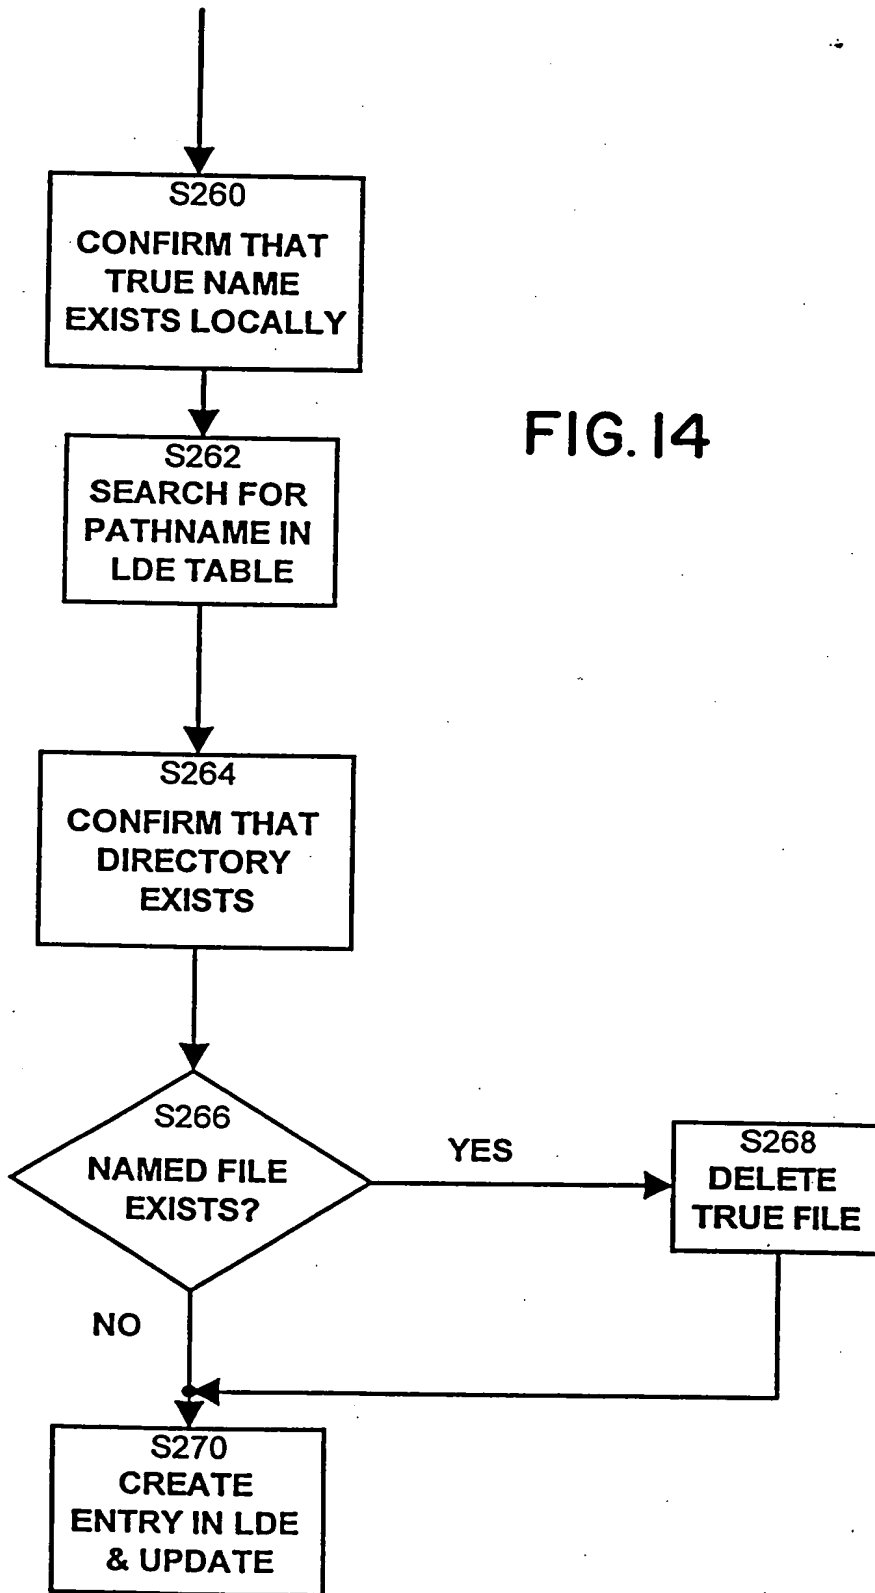 S260
CONFIRM THAT
TRUE NAME
EXISTS LOCALLY
FIG. 14
S262
SEARCH FOR
PATHNAME IN
LDE TABLE
S264
CONFIRM THAT
DIRECTORY
EXISTS
S266
NAMED FILE
EXISTS?
YES
S268
DELETE
TRUE FILE
NO
S270
CREATE
ENTRY IN LDE
& UPDATE